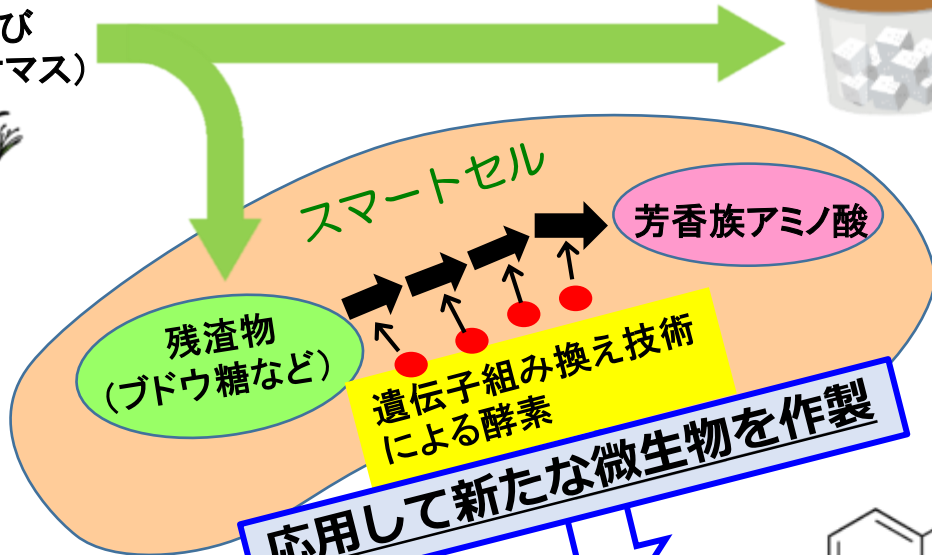 び
マス）
スマートセル
芳香族アミノ酸
残渣物
（ブドウ糖など）
遺伝子組み換え技術
による酵素
応用して新たな微生物を作製